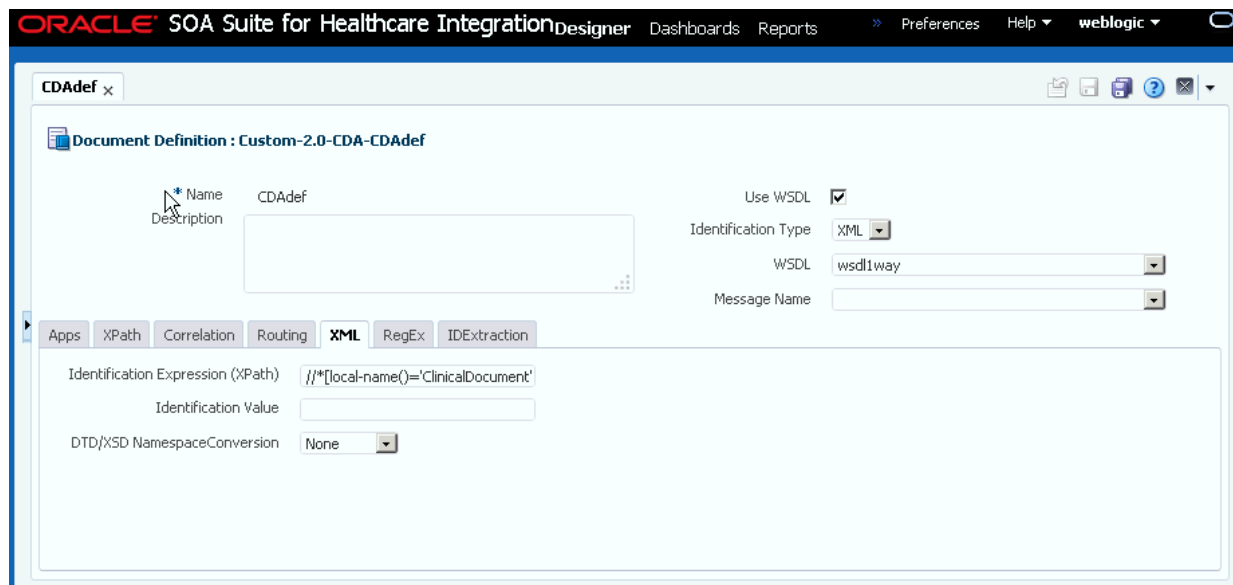 ORACLE® SOA Suite for Healthcare Integration Designer Dashboards Reports » Preferences Help weblogic
CDAdef x
Document Definition : Custom-2.0-CDA-CDAdef
* Name CDAdef
Description
Use WSDL
Identification Type XML
WSDL wsdl1way
Message Name
Apps XPath Correlation Routing XML RegEx IDExtraction
Identification Expression (XPath) //*[local-name()='ClinicalDocument'
Identification Value
DTD/XSD NamespaceConversion None